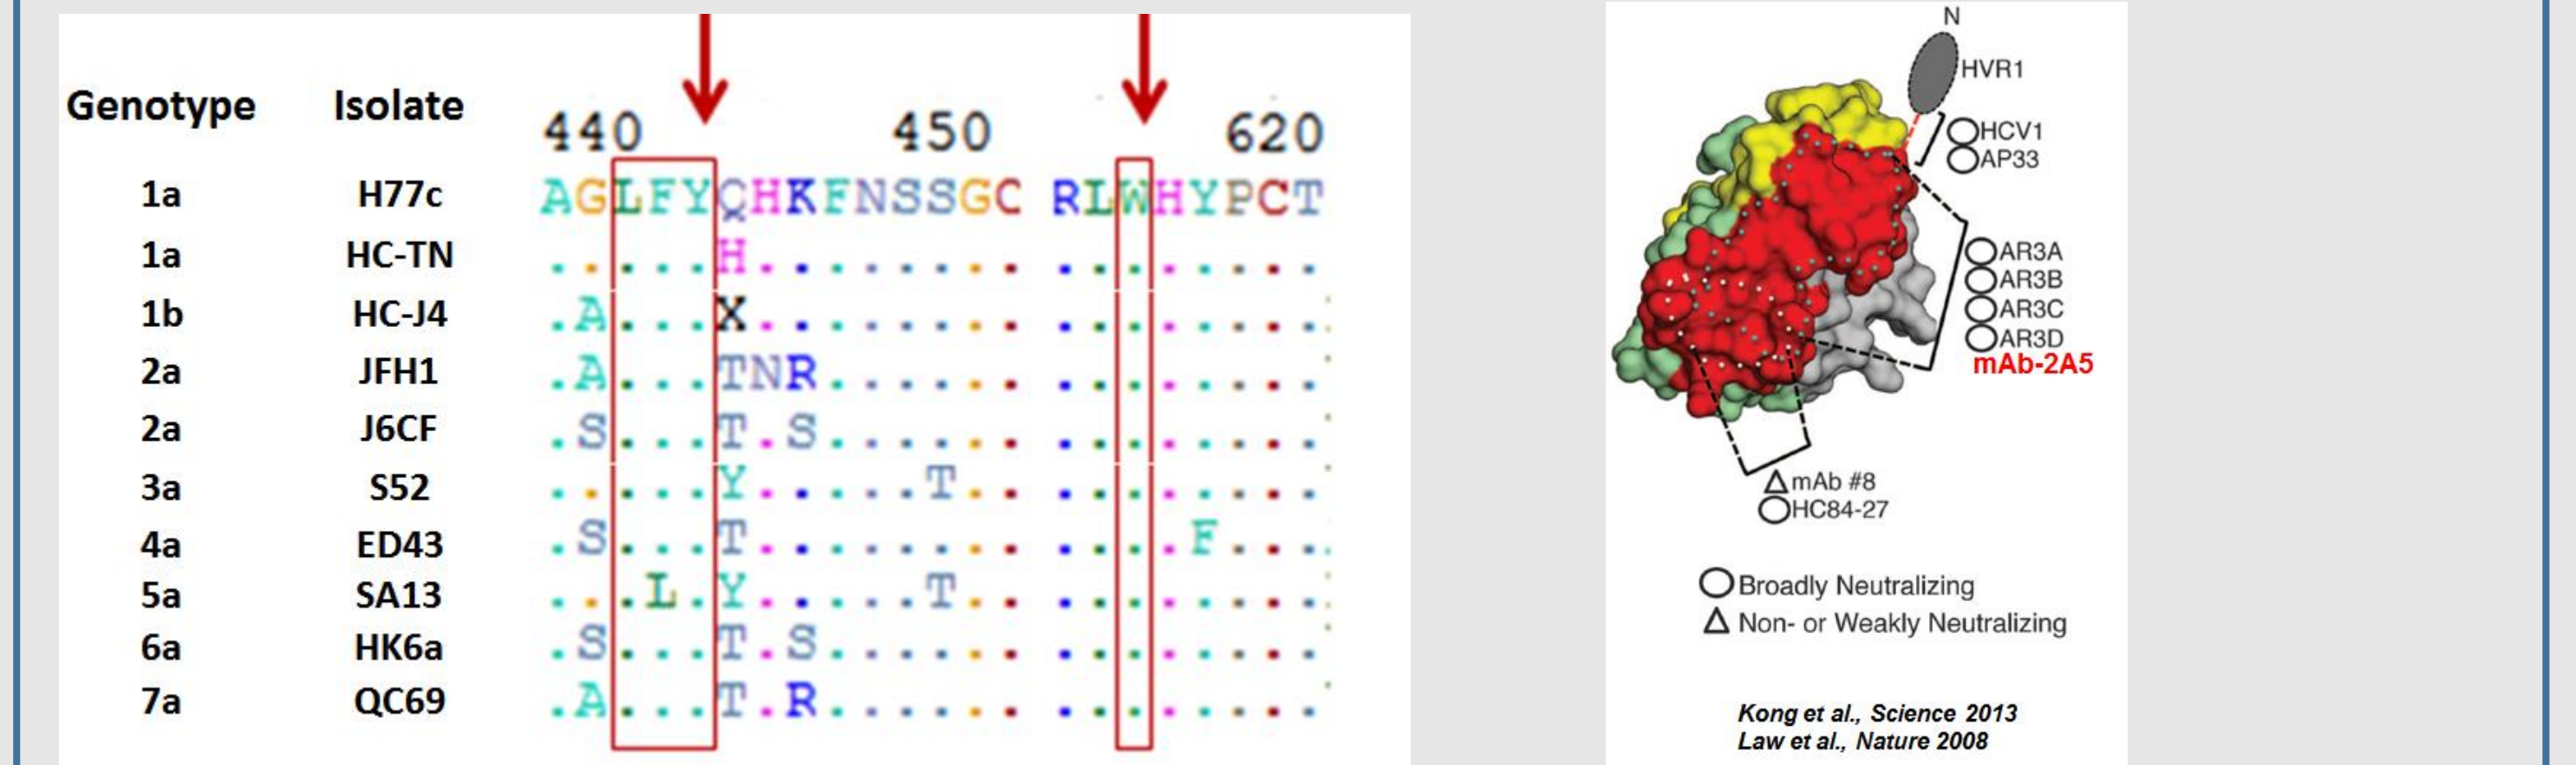 Genotype Isolate 440 450 620
1a H77c AGLFYQHKFNSSGC RLWHYPCT
1a HC-TN .....H........ ........
1b HC-J4 .A...X........ ........
2a JFH1 .A...TNR...... ........
2a J6CF .S...T.S...... ........
3a S52 .....Y.....T.. ........
4a ED43 .S...T........ ....F...
5a SA13 ...L.Y.....T.. ........
6a HK6a .S...T.S...... ........
7a QC69 .A...T.R...... ........
N
HVR1
HCV1
AP33
AR3A
AR3B
AR3C
AR3D
mAb-2A5
mAb #8
HC84-27
Broadly Neutralizing
Non- or Weakly Neutralizing
Kong et al., Science 2013
Law et al., Nature 2008